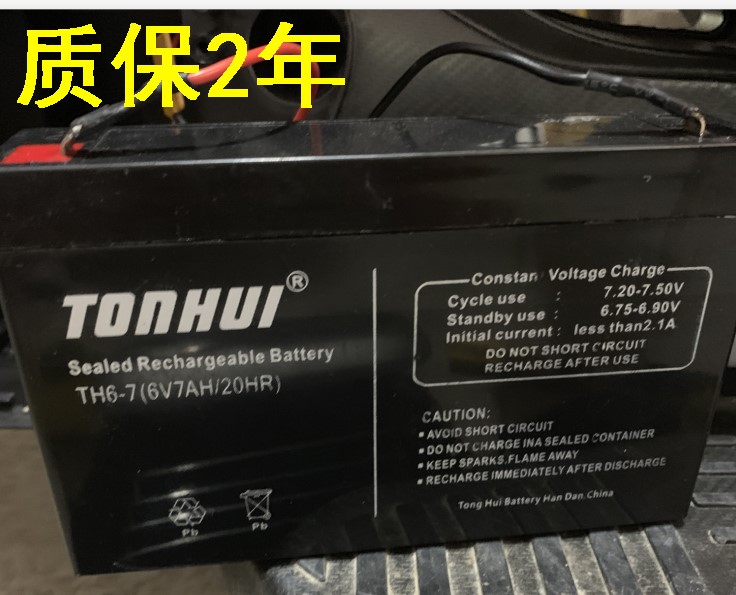 质保2年
TONHUI®
Sealed Rechargeable Battery
TH6-7(6V7AH/20HR)
Pb
Pb
Constan Voltage Charge
Cycle use : 7.20-7.50V
Standby use : 6.75-6.90V
Initial current : less than2.1A
DO NOT SHORT CIRCUIT
RECHARGE AFTER USE
CAUTION:
▪ AVOID SHORT CIRCUIT
▪ DO NOT CHARGE INA SEALED CONTAINER
▪ KEEP SPARKS.FLAME AWAY
▪ RECHARGE IMMEDIATELY AFTER DISCHARGE
Tong Hui Battery Han Dan.China